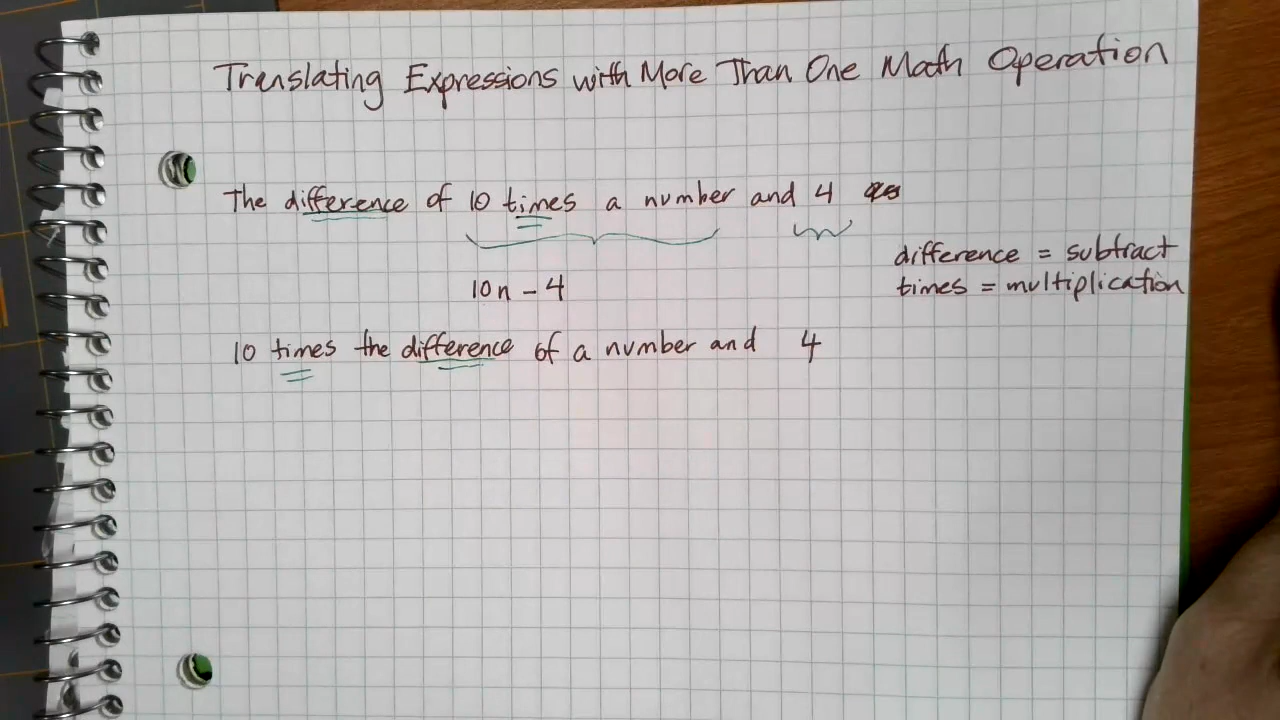 Translating Expressions with More Than One Math Operation
The difference of 10 times a number and 4
difference = subtract
times = multiplication
10n - 4
10 times the difference of a number and 4